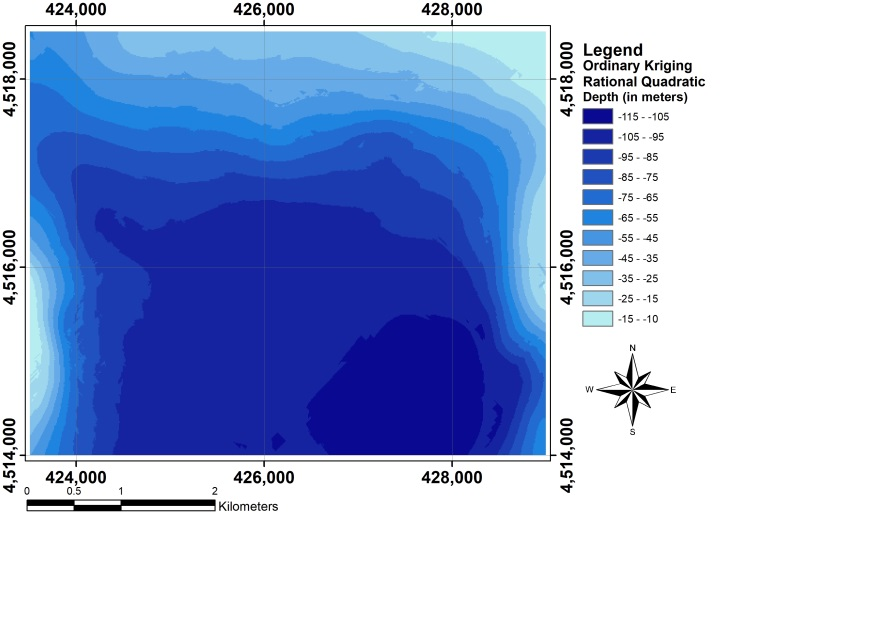 424,000 426,000 428,000
4,518,000 4,518,000
4,516,000 4,516,000
4,514,000 4,514,000
424,000 426,000 428,000
0 0.5 1 2
Kilometers
Legend
Ordinary Kriging
Rational Quadratic
Depth (in meters)
-115 - -105
-105 - -95
-95 - -85
-85 - -75
-75 - -65
-65 - -55
-55 - -45
-45 - -35
-35 - -25
-25 - -15
-15 - -10
N
W E
S